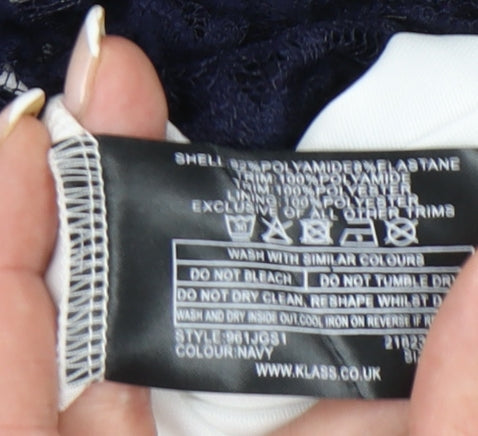 SHELL 92%POLYAMIDE8%ELASTANE
TRIM:100%POLYAMIDE
TRIM:100%POLYESTER
LINING:100%POLYESTER
EXCLUSIVE OF ALL OTHER TRIMS
WASH WITH SIMILAR COLOURS
DO NOT BLEACH DO NOT TUMBLE DRY
DO NOT DRY CLEAN, RESHAPE WHILST
WASH AND DRY INSIDE OUT.COOL IRON ON REVERSE IF
STYLE:961JGS1
COLOUR:NAVY
WWW.KLASS.CO.UK